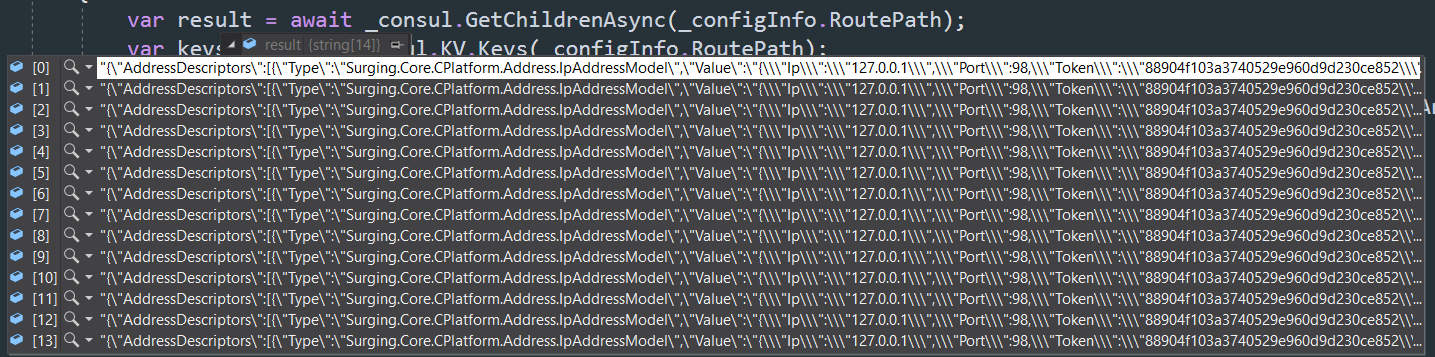 var result = await _consul.GetChildrenAsync(_configInfo.RoutePath);
var keys result {string[14]} ul.KV.Keys(_configInfo.RoutePath);
[0] "{\"AddressDescriptors\":[{\"Type\":\"Surging.Core.CPlatform.Address.IpAddressModel\",\"Value\":\"{\\\"Ip\\\":\\\"127.0.0.1\\\",\\\"Port\\\":98,\\\"Token\\\":\\\"88904f103a3740529e960d9d230ce852\\\
[1] "{\"AddressDescriptors\":[{\"Type\":\"Surging.Core.CPlatform.Address.IpAddressModel\",\"Value\":\"{\\\"Ip\\\":\\\"127.0.0.1\\\",\\\"Port\\\":98,\\\"Token\\\":\\\"88904f103a3740529e960d9d230ce852\\'...
[2] "{\"AddressDescriptors\":[{\"Type\":\"Surging.Core.CPlatform.Address.IpAddressModel\",\"Value\":\"{\\\"Ip\\\":\\\"127.0.0.1\\\",\\\"Port\\\":98,\\\"Token\\\":\\\"88904f103a3740529e960d9d230ce852\\'...
[3] "{\"AddressDescriptors\":[{\"Type\":\"Surging.Core.CPlatform.Address.IpAddressModel\",\"Value\":\"{\\\"Ip\\\":\\\"127.0.0.1\\\",\\\"Port\\\":98,\\\"Token\\\":\\\"88904f103a3740529e960d9d230ce852\\'...
[4] "{\"AddressDescriptors\":[{\"Type\":\"Surging.Core.CPlatform.Address.IpAddressModel\",\"Value\":\"{\\\"Ip\\\":\\\"127.0.0.1\\\",\\\"Port\\\":98,\\\"Token\\\":\\\"88904f103a3740529e960d9d230ce852\\'...
[5] "{\"AddressDescriptors\":[{\"Type\":\"Surging.Core.CPlatform.Address.IpAddressModel\",\"Value\":\"{\\\"Ip\\\":\\\"127.0.0.1\\\",\\\"Port\\\":98,\\\"Token\\\":\\\"88904f103a3740529e960d9d230ce852\\'...
[6] "{\"AddressDescriptors\":[{\"Type\":\"Surging.Core.CPlatform.Address.IpAddressModel\",\"Value\":\"{\\\"Ip\\\":\\\"127.0.0.1\\\",\\\"Port\\\":98,\\\"Token\\\":\\\"88904f103a3740529e960d9d230ce852\\'...
[7] "{\"AddressDescriptors\":[{\"Type\":\"Surging.Core.CPlatform.Address.IpAddressModel\",\"Value\":\"{\\\"Ip\\\":\\\"127.0.0.1\\\",\\\"Port\\\":98,\\\"Token\\\":\\\"88904f103a3740529e960d9d230ce852\\'...
[8] "{\"AddressDescriptors\":[{\"Type\":\"Surging.Core.CPlatform.Address.IpAddressModel\",\"Value\":\"{\\\"Ip\\\":\\\"127.0.0.1\\\",\\\"Port\\\":98,\\\"Token\\\":\\\"88904f103a3740529e960d9d230ce852\\'...
[9] "{\"AddressDescriptors\":[{\"Type\":\"Surging.Core.CPlatform.Address.IpAddressModel\",\"Value\":\"{\\\"Ip\\\":\\\"127.0.0.1\\\",\\\"Port\\\":98,\\\"Token\\\":\\\"88904f103a3740529e960d9d230ce852\\'...
[10] "{\"AddressDescriptors\":[{\"Type\":\"Surging.Core.CPlatform.Address.IpAddressModel\",\"Value\":\"{\\\"Ip\\\":\\\"127.0.0.1\\\",\\\"Port\\\":98,\\\"Token\\\":\\\"88904f103a3740529e960d9d230ce852\\'...
[11] "{\"AddressDescriptors\":[{\"Type\":\"Surging.Core.CPlatform.Address.IpAddressModel\",\"Value\":\"{\\\"Ip\\\":\\\"127.0.0.1\\\",\\\"Port\\\":98,\\\"Token\\\":\\\"88904f103a3740529e960d9d230ce852\\'...
[12] "{\"AddressDescriptors\":[{\"Type\":\"Surging.Core.CPlatform.Address.IpAddressModel\",\"Value\":\"{\\\"Ip\\\":\\\"127.0.0.1\\\",\\\"Port\\\":98,\\\"Token\\\":\\\"88904f103a3740529e960d9d230ce852\\'...
[13] "{\"AddressDescriptors\":[{\"Type\":\"Surging.Core.CPlatform.Address.IpAddressModel\",\"Value\":\"{\\\"Ip\\\":\\\"127.0.0.1\\\",\\\"Port\\\":98,\\\"Token\\\":\\\"88904f103a3740529e960d9d230ce852\\'...